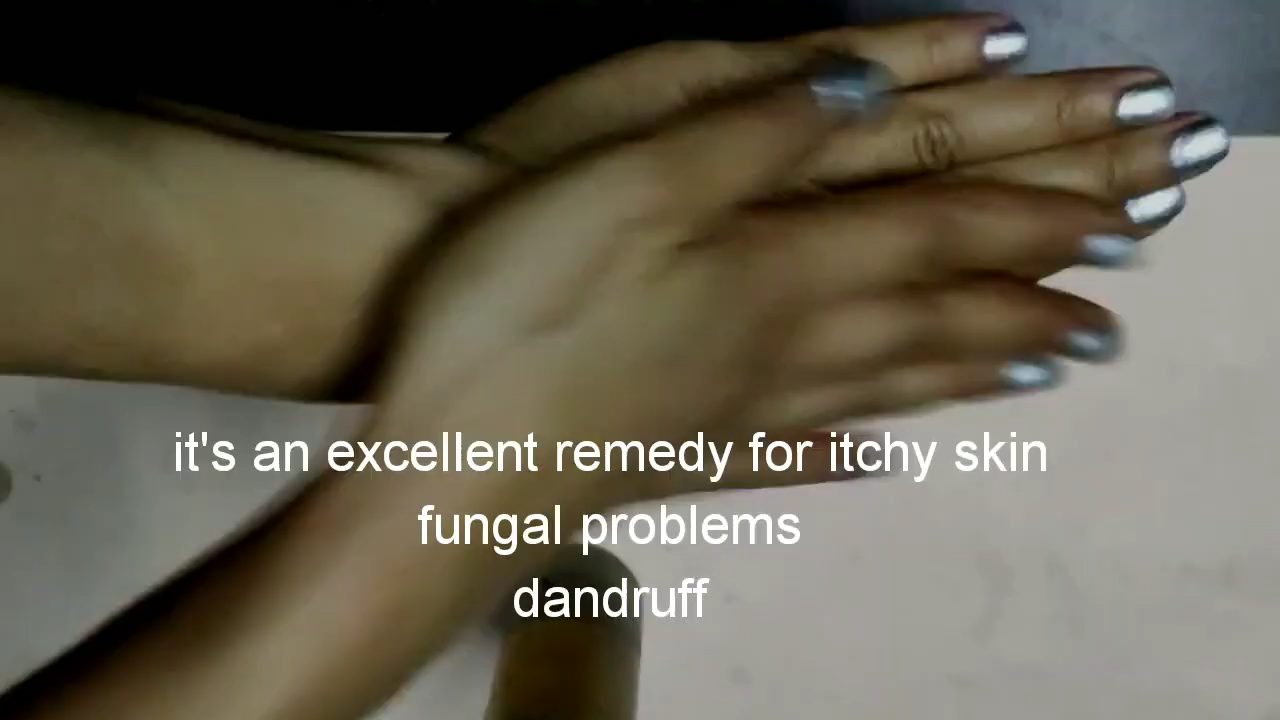 it's an excellent remedy for itchy skin
fungal problems
dandruff